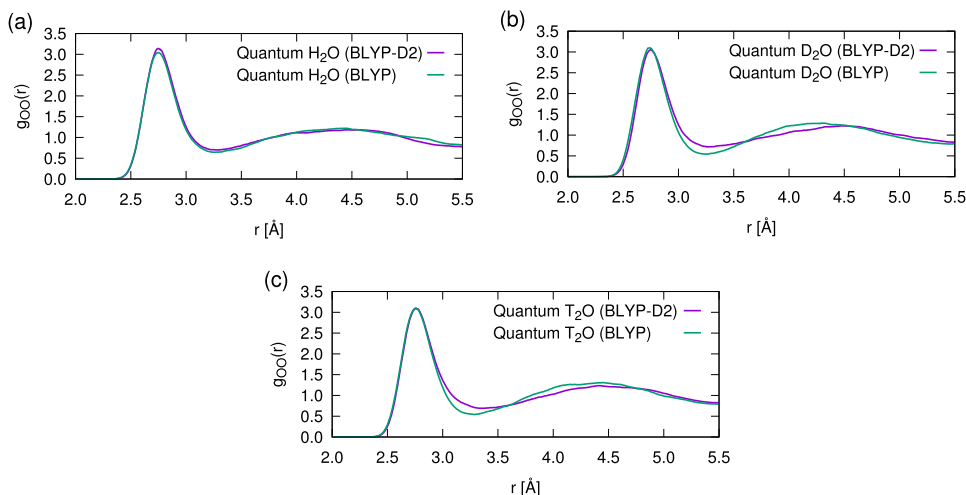 (a)
3.5
3.0
2.5
2.0
1.5
1.0
0.5
0.0
gOO(r)
Quantum H2O (BLYP-D2)
Quantum H2O (BLYP)
2.0 2.5 3.0 3.5 4.0 4.5 5.0 5.5
r [Å]
(b)
3.5
3.0
2.5
2.0
1.5
1.0
0.5
0.0
gOO(r)
Quantum D2O (BLYP-D2)
Quantum D2O (BLYP)
2.0 2.5 3.0 3.5 4.0 4.5 5.0 5.5
r [Å]
(c)
3.5
3.0
2.5
2.0
1.5
1.0
0.5
0.0
gOO(r)
Quantum T2O (BLYP-D2)
Quantum T2O (BLYP)
2.0 2.5 3.0 3.5 4.0 4.5 5.0 5.5
r [Å]